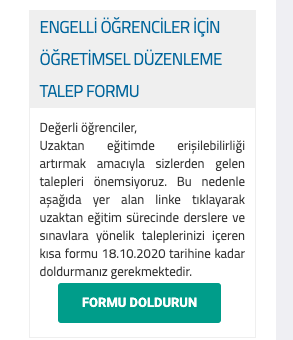 ENGELLİ ÖĞRENCİLER İÇİN
ÖĞRETİMSEL DÜZENLEME
TALEP FORMU
Değerli öğrenciler,
Uzaktan eğitimde erişilebilirliği
artırmak amacıyla sizlerden gelen
talepleri önemsiyoruz. Bu nedenle
aşağıda yer alan linke tıklayarak
uzaktan eğitim sürecinde derslere ve
sınavlara yönelik taleplerinizi içeren
kısa formu 18.10.2020 tarihine kadar
doldurmanız gerekmektedir.
FORMU DOLDURUN